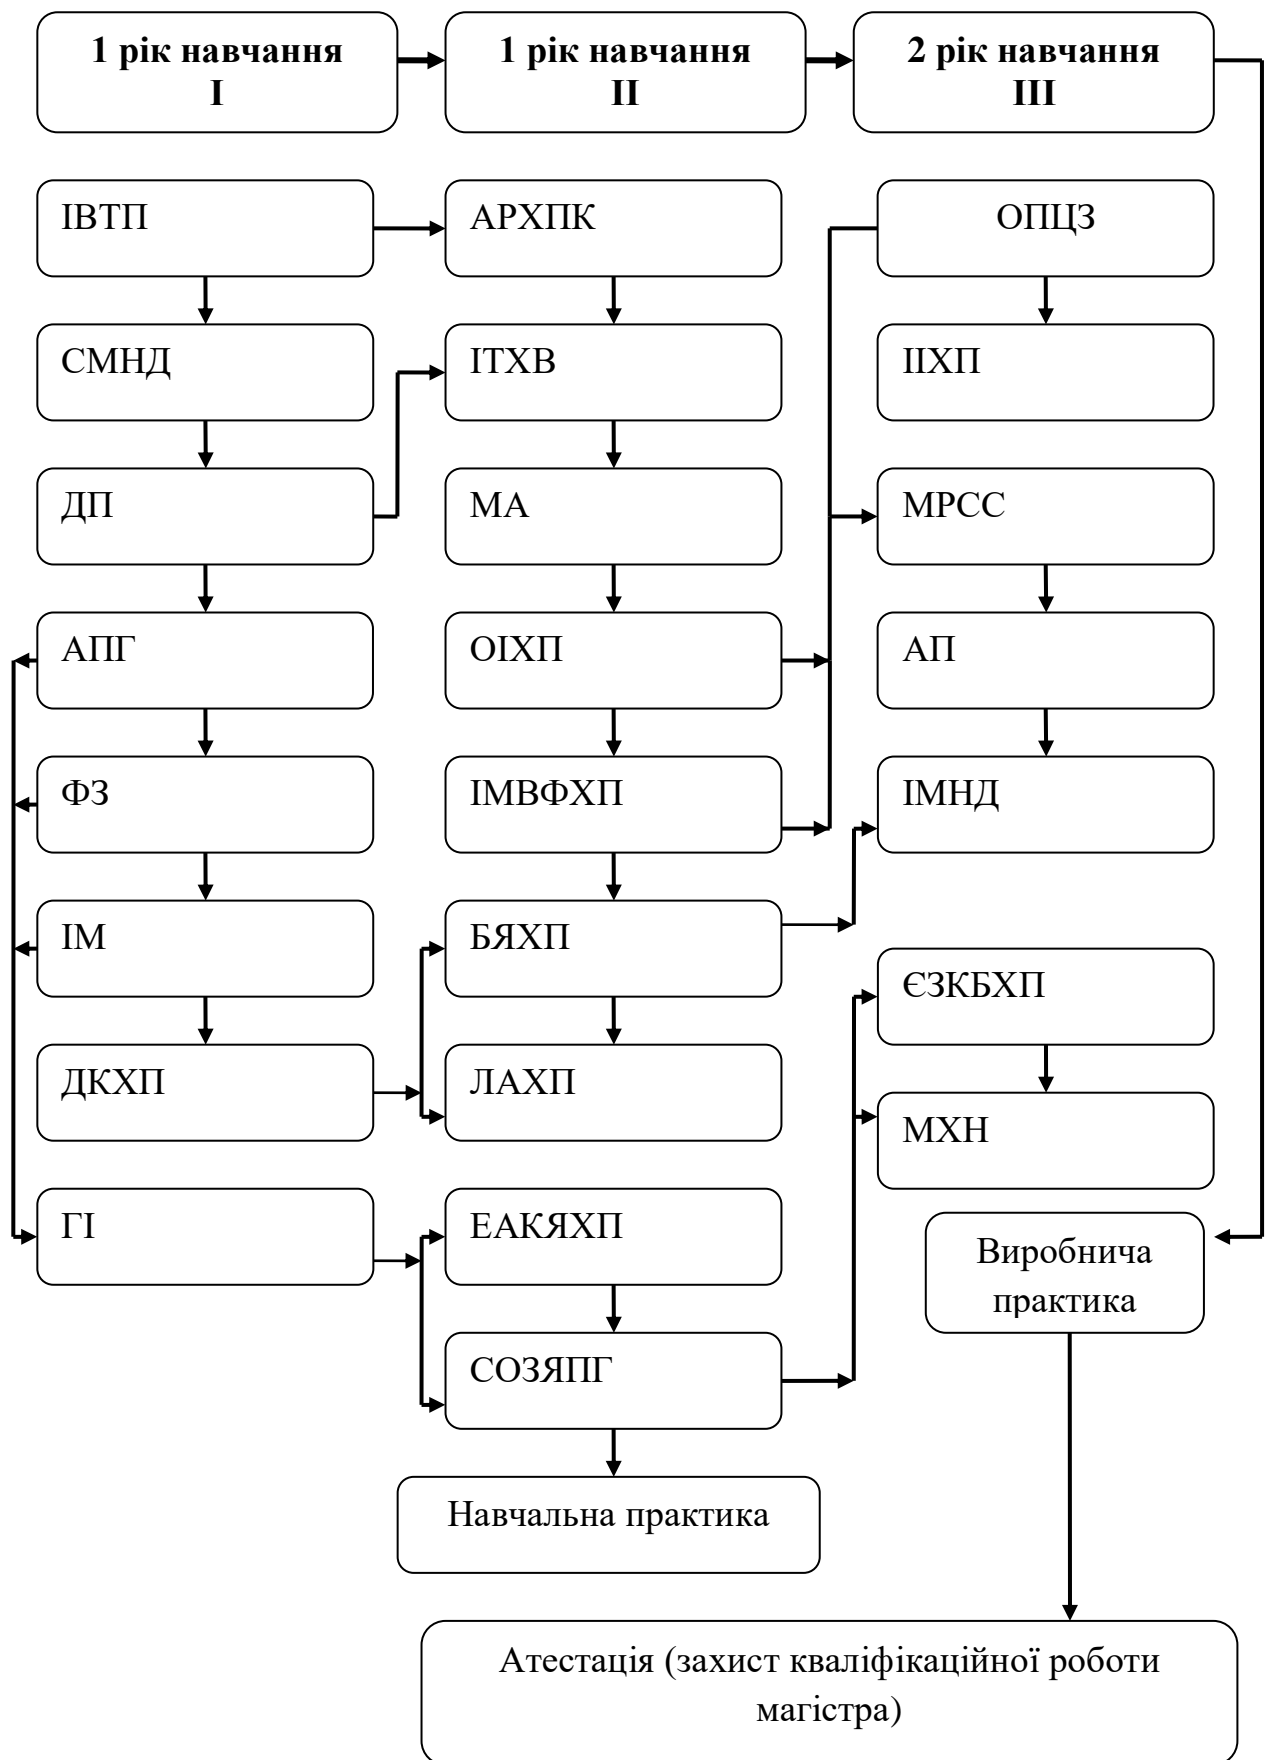 1 рік навчання
I
1 рік навчання
II
2 рік навчання
III
ІВТП
АРХПК
ОПЦЗ
СМНД
ІТХВ
ІІХП
ДП
МА
МРСС
АПГ
ОІХП
АП
ФЗ
ІМВФХП
ІМНД
ІМ
БЯХП
ЄЗКБХП
ДКХП
ЛАХП
МХН
ГІ
ЕАКЯХП
Виробнича
практика
СОЗЯПГ
Навчальна практика
Атестація (захист кваліфікаційної роботи
магістра)